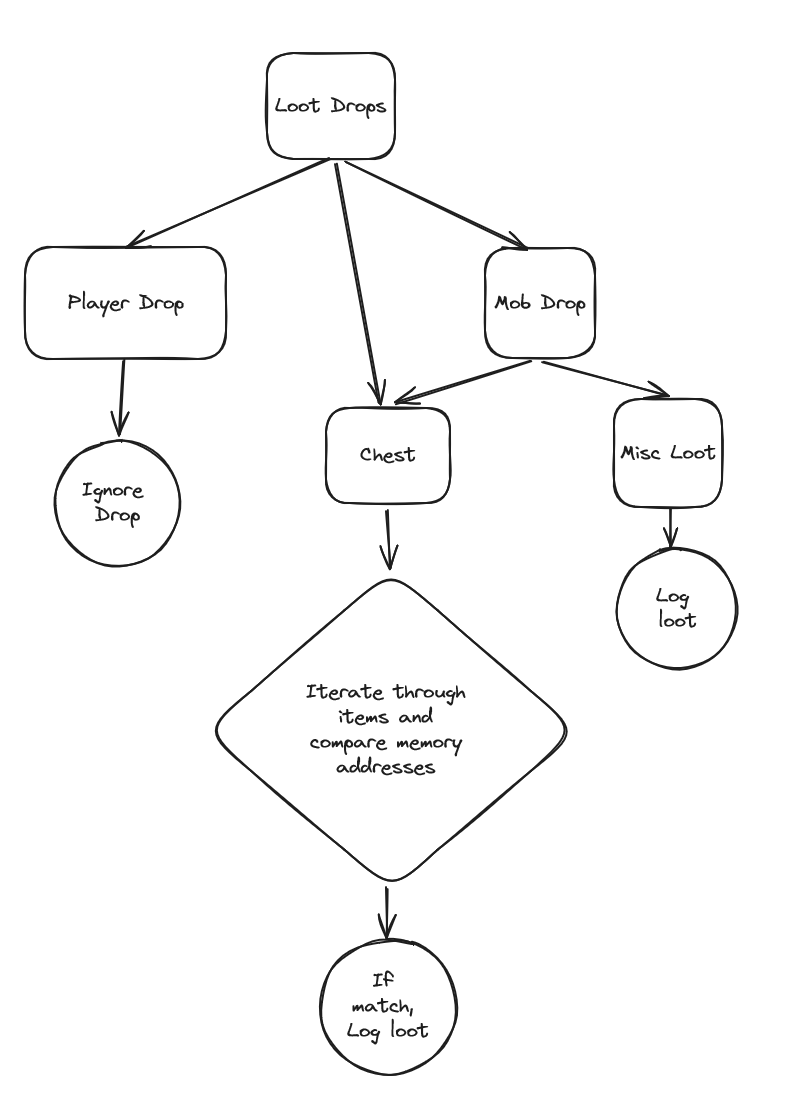 Loot Drops
Player Drop
Mob Drop
Chest
Misc Loot
Ignore
Drop
Log
loot
Iterate through
items and
compare memory
addresses
If
match,
Log loot